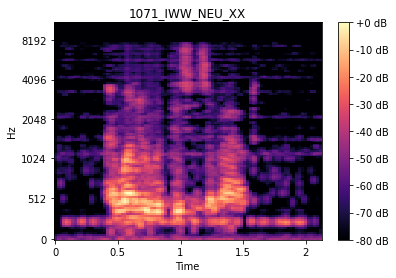 1071_IWW_NEU_XX
+0 dB
8192
-10 dB
4096
-20 dB
-30 dB
2048
Hz
-40 dB
1024
-50 dB
512
-60 dB
-70 dB
0
-80 dB
0
0.5
1
1.5
2
Time